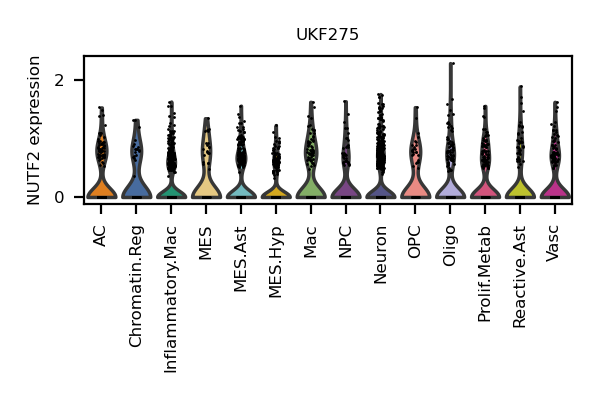 UKF275
NUTF2 expression
2
0
AC
Chromatin.Reg
Inflammatory.Mac
MES
MES.Ast
MES.Hyp
Mac
NPC
Neuron
OPC
Oligo
Prolif.Metab
Reactive.Ast
Vasc